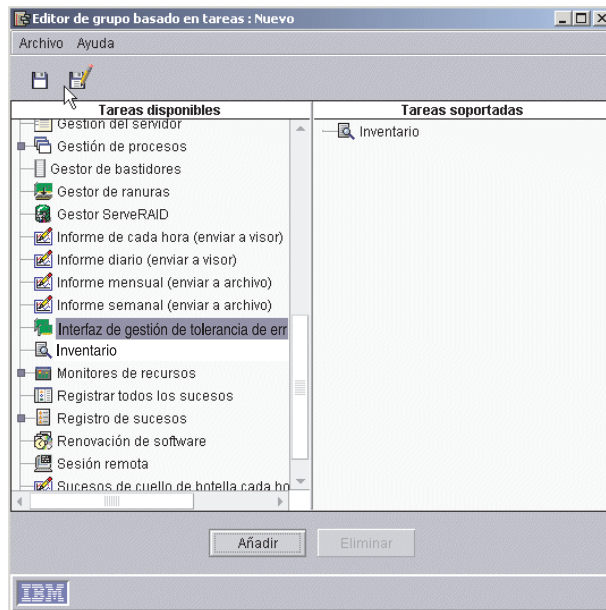 Editor de grupo basado en tareas : Nuevo
Archivo Ayuda
Tareas disponibles
Tareas soportadas
Gestión del servidor
Gestión de procesos
Gestor de bastidores
Gestor de ranuras
Gestor ServeRAID
Informe de cada hora (enviar a visor)
Informe diario (enviar a visor)
Informe mensual (enviar a archivo)
Informe semanal (enviar a archivo)
Interfaz de gestión de tolerancia de err
Inventario
Monitores de recursos
Registrar todos los sucesos
Registro de sucesos
Renovación de software
Sesión remota
Sucesos de cuello de botella cada ho
Inventario
Añadir
Eliminar
IBM